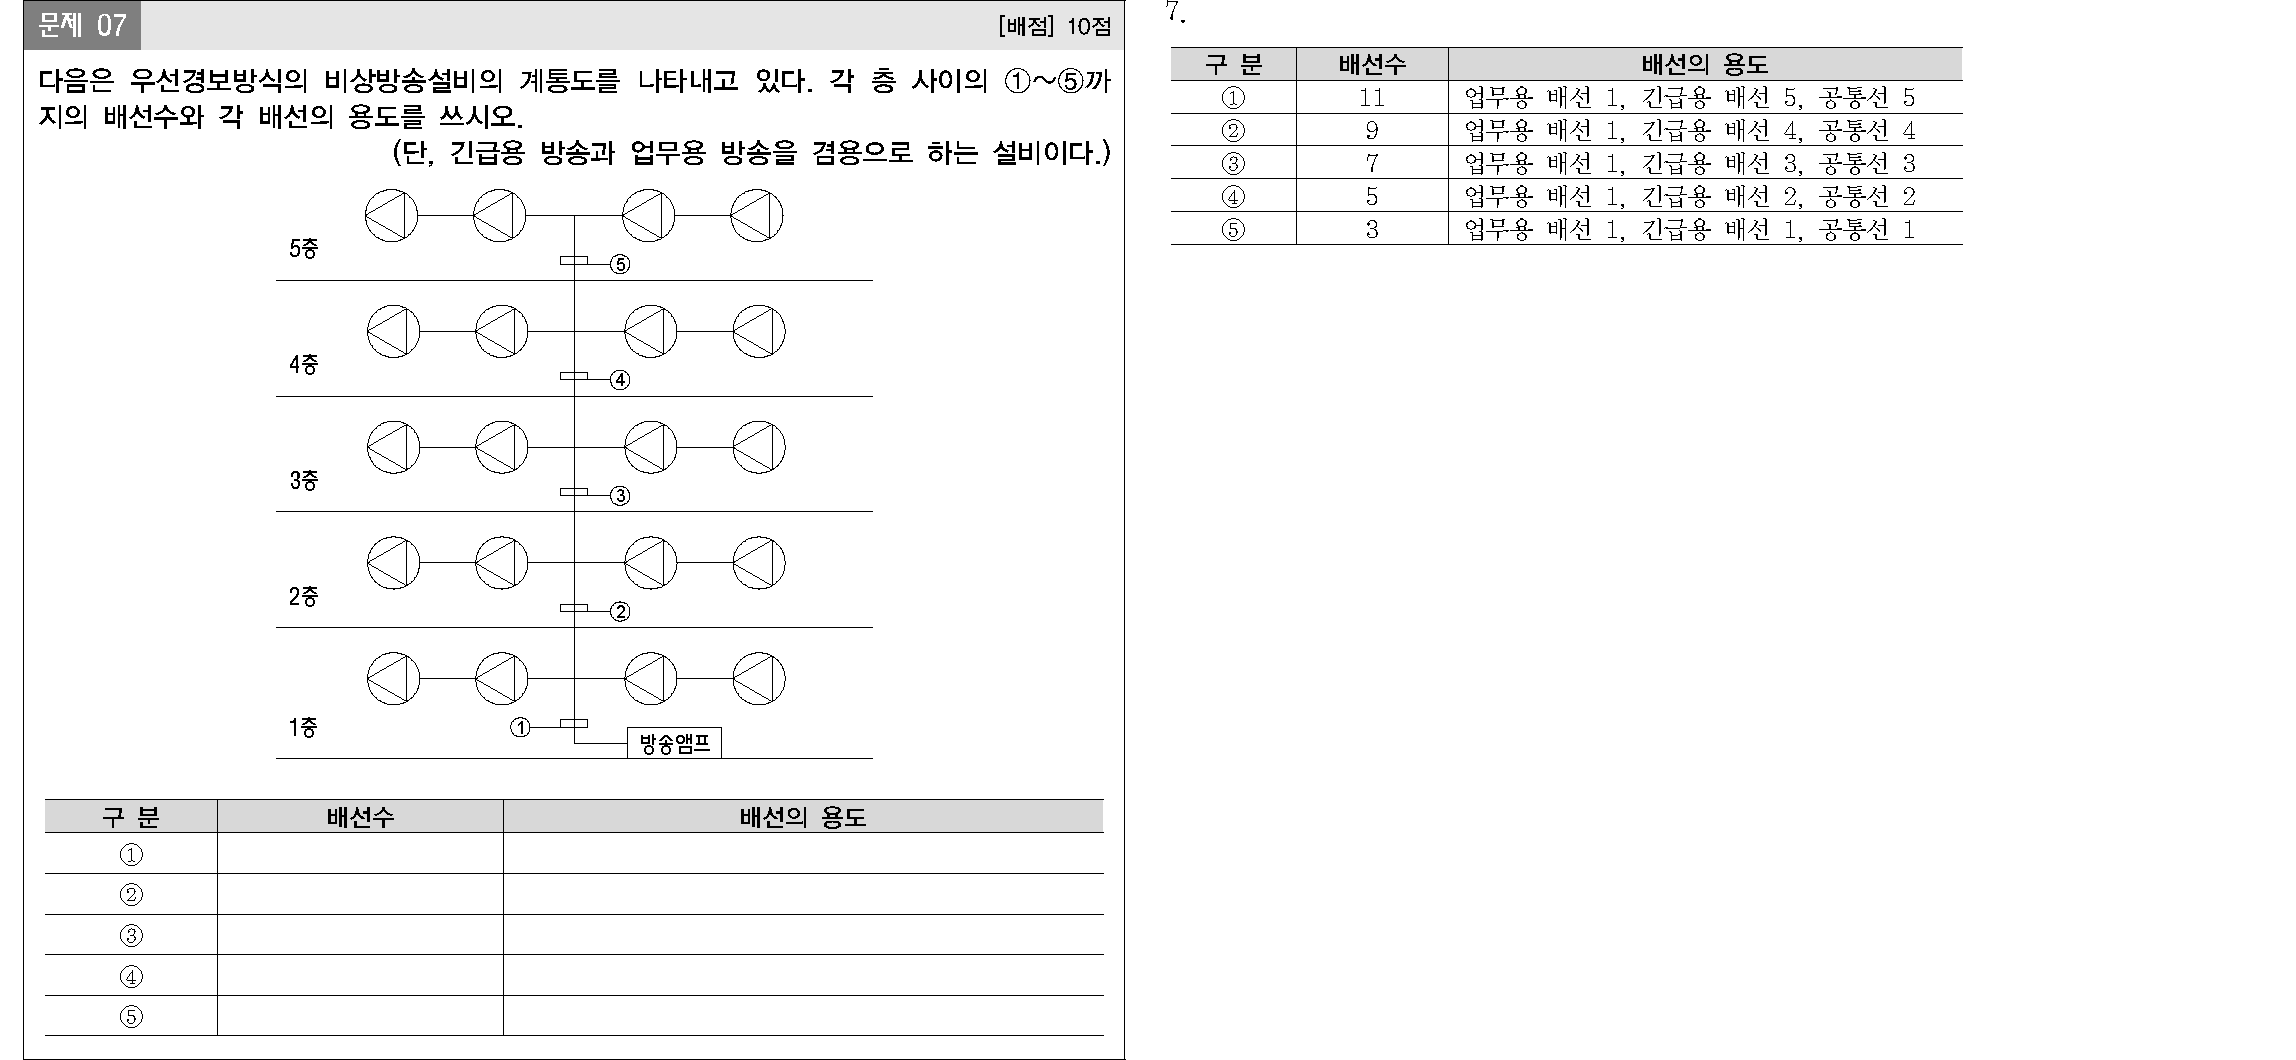 문제 07
[배점] 10점
다음은 우선경보방식의 비상방송설비의 계통도를 나타내고 있다. 각 층 사이의 ①～⑤까
지의 배선수와 각 배선의 용도를 쓰시오.
(단, 긴급용 방송과 업무용 방송을 겸용으로 하는 설비이다.)
5층
⑤
4층
④
3층
③
2층
②
1층
①
방송앰프
구 분 배선수 배선의 용도
①
②
③
④
⑤
7.
구 분 배선수 배선의 용도
① 11 업무용 배선 1, 긴급용 배선 5, 공통선 5
② 9 업무용 배선 1, 긴급용 배선 4, 공통선 4
③ 7 업무용 배선 1, 긴급용 배선 3, 공통선 3
④ 5 업무용 배선 1, 긴급용 배선 2, 공통선 2
⑤ 3 업무용 배선 1, 긴급용 배선 1, 공통선 1